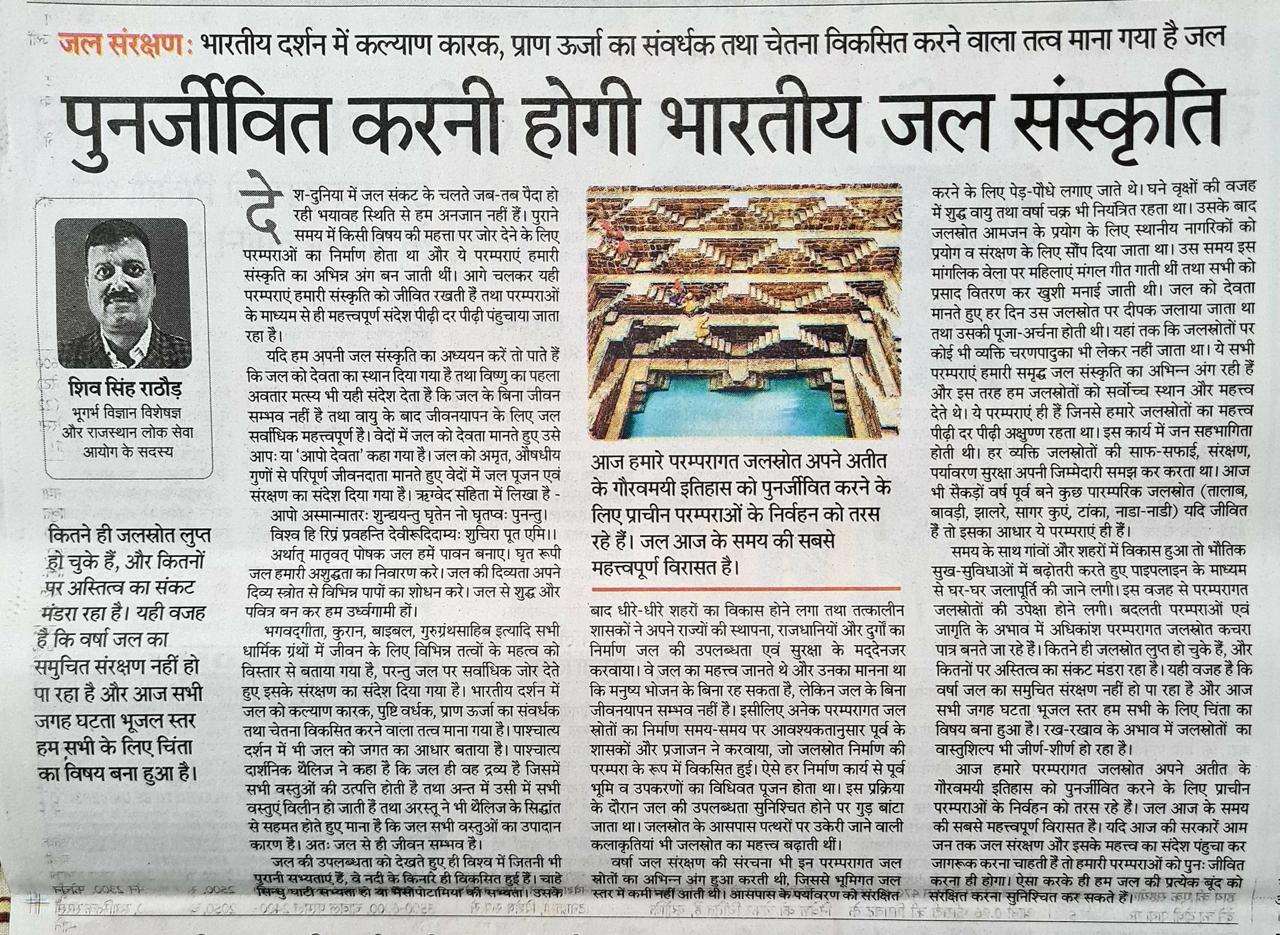 जल संरक्षण: भारतीय दर्शन में कल्याण कारक, प्राण ऊर्जा का संवर्धक तथा चेतना विकसित करने वाला तत्व माना गया है जल
पुनर्जीवित करनी होगी भारतीय जल संस्कृति
शिव सिंह राठौड़
भूगर्भ विज्ञान विशेषज्ञ
और राजस्थान लोक सेवा
आयोग के सदस्य
कितने ही जलस्रोत लुप्त
हो चुके हैं, और कितनों
पर अस्तित्व का संकट
मंडरा रहा है। यही वजह
है कि वर्षा जल का
समुचित संरक्षण नहीं हो
पा रहा है और आज सभी
जगह घटता भूजल स्तर
हम सभी के लिए चिंता
का विषय बना हुआ है।
देश-दुनिया में जल संकट के चलते जब-तब पैदा हो
रही भयावह स्थिति से हम अनजान नहीं हैं। पुराने
समय में किसी विषय की महत्ता पर जोर देने के लिए
परम्पराओं का निर्माण होता था और ये परम्पराएं हमारी
संस्कृति का अभिन्न अंग बन जाती थी। आगे चलकर यही
परम्पराएं हमारी संस्कृति को जीवित रखती हैं तथा परम्पराओं
के माध्यम से ही महत्त्वपूर्ण संदेश पीढ़ी दर पीढ़ी पंहुचाया जाता
रहा है।
यदि हम अपनी जल संस्कृति का अध्ययन करें तो पाते हैं
कि जल को देवता का स्थान दिया गया है तथा विष्णु का पहला
अवतार मत्स्य भी यही संदेश देता है कि जल के बिना जीवन
सम्भव नहीं है तथा वायु के बाद जीवनयापन के लिए जल
सर्वाधिक महत्त्वपूर्ण है। वेदों में जल को देवता मानते हुए उसे
आपः या 'आपो देवता' कहा गया है। जल को अमृत, औषधीय
गुणों से परिपूर्ण जीवनदाता मानते हुए वेदों में जल पूजन एवं
संरक्षण का संदेश दिया गया है। ऋग्वेद संहिता में लिखा है -
आपो अस्मान्मातरः शुन्धयन्तु घृतेन नो घृतप्वः पुनन्तु।
विश्व हि रिप्रं प्रवहन्ति देवीरूदिदाम्यः शुचिरा पूत एमि।।
अर्थात् मातृवत् पोषक जल हमें पावन बनाए। घृत रूपी
जल हमारी अशुद्धता का निवारण करे। जल की दिव्यता अपने
दिव्य स्त्रोत से विभिन्न पापों का शोधन करे। जल से शुद्ध और
पवित्र बन कर हम उर्ध्वगामी हों।
भगवदगीता, कुरान, बाइबल, गुरुग्रंथसाहिब इत्यादि सभी
धार्मिक ग्रंथों में जीवन के लिए विभिन्न तत्वों के महत्व को
विस्तार से बताया गया है, परन्तु जल पर सर्वाधिक जोर देते
हुए इसके संरक्षण का संदेश दिया गया है। भारतीय दर्शन में
जल को कल्याण कारक, पुष्टि वर्धक, प्राण ऊर्जा का संवर्धक
तथा चेतना विकसित करने वाला तत्व माना गया है। पाश्चात्य
दर्शन में भी जल को जगत का आधार बताया है। पाश्चात्य
दार्शनिक थैलिज ने कहा है कि जल ही वह द्रव्य है जिसमें
सभी वस्तुओं की उत्पत्ति होती है तथा अन्त में उसी में सभी
वस्तुएं विलीन हो जाती हैं तथा अरस्तू ने भी थैलिज के सिद्धांत
से सहमत होते हुए माना है कि जल सभी वस्तुओं का उपादान
कारण है। अतः जल से ही जीवन सम्भव है।
जल की उपलब्धता को देखते हुए ही विश्व में जितनी भी
पुरानी सभ्यताएं हैं, वे नदी के किनारे ही विकसित हुई हैं। चाहे
सिन्धु घाटी सभ्यता हो या मैसोपोटामिया की सभ्यता। उसके
आज हमारे परम्परागत जलस्रोत अपने अतीत
के गौरवमयी इतिहास को पुनर्जीवित करने के
लिए प्राचीन परम्पराओं के निर्वहन को तरस
रहे हैं। जल आज के समय की सबसे
महत्त्वपूर्ण विरासत है।
बाद धीरे-धीरे शहरों का विकास होने लगा तथा तत्कालीन
शासकों ने अपने राज्यों की स्थापना, राजधानियों और दुर्गों का
निर्माण जल की उपलब्धता एवं सुरक्षा के मद्देनजर
करवाया। वे जल का महत्त्व जानते थे और उनका मानना था
कि मनुष्य भोजन के बिना रह सकता है, लेकिन जल के बिना
जीवनयापन सम्भव नहीं है। इसीलिए अनेक परम्परागत जल
स्रोतों का निर्माण समय-समय पर आवश्यकतानुसार पूर्व के
शासकों और प्रजाजन ने करवाया, जो जलस्रोत निर्माण की
परम्परा के रूप में विकसित हुई। ऐसे हर निर्माण कार्य से पूर्व
भूमि व उपकरणों का विधिवत पूजन होता था। इस प्रक्रिया
के दौरान जल की उपलब्धता सुनिश्चित होने पर गुड़ बांटा
जाता था। जलस्रोत के आसपास पत्थरों पर उकेरी जाने वाली
कलाकृतियां भी जलस्रोत का महत्व बढ़ाती थीं।
वर्षा जल संरक्षण की संरचना भी इन परम्परागत जल
स्रोतों का अभिन्न अंग हुआ करती थी, जिससे भूमिगत जल
स्तर में कमी नहीं आती थी। आसपास के पर्यावरण को संरक्षित
करने के लिए पेड़-पौधे लगाए जाते थे। घने वृक्षों की वजह
में शुद्ध वायु तथा वर्षा चक्र भी नियंत्रित रहता था। उसके बाद
जलस्रोत आमजन के प्रयोग के लिए स्थानीय नागरिकों को
प्रयोग व संरक्षण के लिए सौंप दिया जाता था। उस समय इस
मांगलिक वेला पर महिलाएं मंगल गीत गाती थीं तथा सभी को
प्रसाद वितरण कर खुशी मनाई जाती थी। जल को देवता
मानते हुए हर दिन उस जलस्रोत पर दीपक जलाया जाता था
तथा उसकी पूजा-अर्चना होती थी। यहां तक कि जलस्रोतों पर
कोई भी व्यक्ति चरणपादुका भी लेकर नहीं जाता था। ये सभी
परम्पराएं हमारी समृद्ध जल संस्कृति का अभिन्न अंग रही हैं
और इस तरह हम जलस्रोतों को सर्वोच्च स्थान और महत्त्व
देते थे। ये परम्पराएं ही हैं जिनसे हमारे जलस्रोतों का महत्त्व
पीढ़ी दर पीढ़ी अक्षुण्ण रहता था। इस कार्य में जन सहभागिता
होती थी। हर व्यक्ति जलस्रोतों की साफ-सफाई, संरक्षण,
पर्यावरण सुरक्षा अपनी जिम्मेदारी समझ कर करता था। आज
भी सैकड़ों वर्ष पूर्व बने कुछ पारम्परिक जलस्रोत (तालाब,
बावड़ी, झालरे, सागर कुएं, टांका, नाडा-नाडी) यदि जीवित
हैं तो इसका आधार ये परम्पराएं ही हैं।
समय के साथ गांवों और शहरों में विकास हुआ तो भौतिक
सुख-सुविधाओं में बढ़ोतरी करते हुए पाइपलाइन के माध्यम
से घर-घर जलापूर्ति की जाने लगी। इस वजह से परम्परागत
जलस्रोतों की उपेक्षा होने लगी। बदलती परम्पराओं एवं
जागृति के अभाव में अधिकांश परम्परागत जलस्रोत कचरा
पात्र बनते जा रहे हैं। कितने ही जलस्रोत लुप्त हो चुके हैं, और
कितनों पर अस्तित्व का संकट मंडरा रहा है। यही वजह है कि
वर्षा जल का समुचित संरक्षण नहीं हो पा रहा है और आज
सभी जगह घटता भूजल स्तर हम सभी के लिए चिंता का
विषय बना हुआ है। रख-रखाव के अभाव में जलस्रोतों का
वास्तुशिल्प भी जीर्ण-शीर्ण हो रहा है।
आज हमारे परम्परागत जलस्रोत अपने अतीत के
गौरवमयी इतिहास को पुनर्जीवित करने के लिए प्राचीन
परम्पराओं के निर्वहन को तरस रहे हैं। जल आज के समय
की सबसे महत्त्वपूर्ण विरासत है। यदि आज की सरकारें आम
जन तक जल संरक्षण और इसके महत्त्व का संदेश पंहुचा कर
जागरूक करना चाहती हैं तो हमारी परम्पराओं को पुनः जीवित
करना ही होगा। ऐसा करके ही हम जल की प्रत्येक बूंद को
संरक्षित करना सुनिश्चित कर सकते हैं।